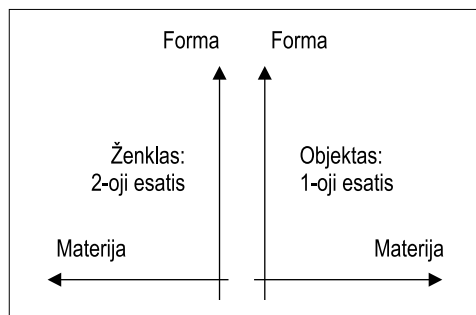 Forma
Forma
Ženklas:
2-oji esatis
Objektas:
1-oji esatis
Materija
Materija